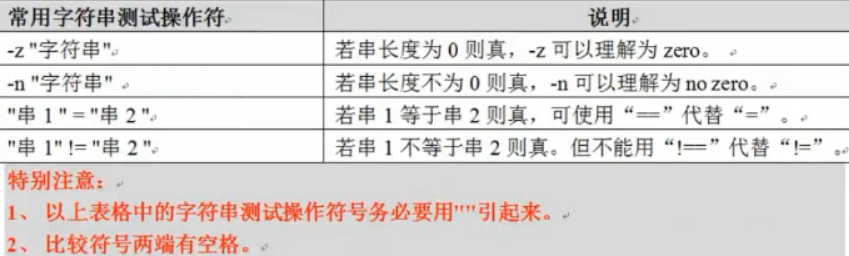 常用字符串测试操作符 说明
-z "字符串" 若串长度为 0 则真，-z 可以理解为 zero。
-n "字符串" 若串长度不为 0 则真，-n 可以理解为 no zero。
"串 1" = "串 2" 若串 1 等于串 2 则真，可使用“==”代替“=”。
"串 1" != "串 2" 若串 1 不等于串 2 则真。但不能用“!==”代替“!=”。
特别注意：
1、 以上表格中的字符串测试操作符号务必要用""引起来。
2、 比较符号两端有空格。